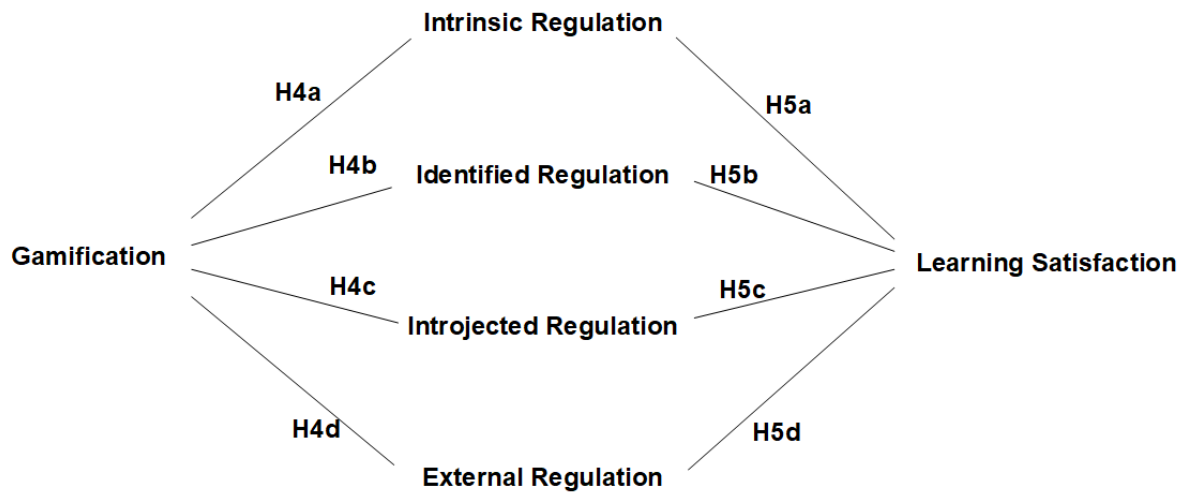 Intrinsic Regulation
H4a
H5a
H4b
Identified Regulation
H5b
Gamification
Learning Satisfaction
H4c
H5c
Introjected Regulation
H4d
H5d
External Regulation